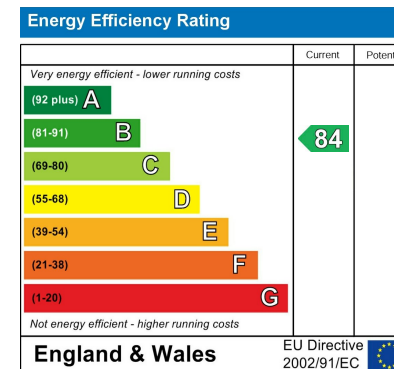 Energy Efficiency Rating
Current Potent
Very energy efficient - lower running costs
(92 plus) A
(81-91) B
84
(69-80) C
(55-68) D
(39-54) E
(21-38) F
(1-20) G
Not energy efficient - higher running costs
England & Wales
EU Directive
2002/91/EC